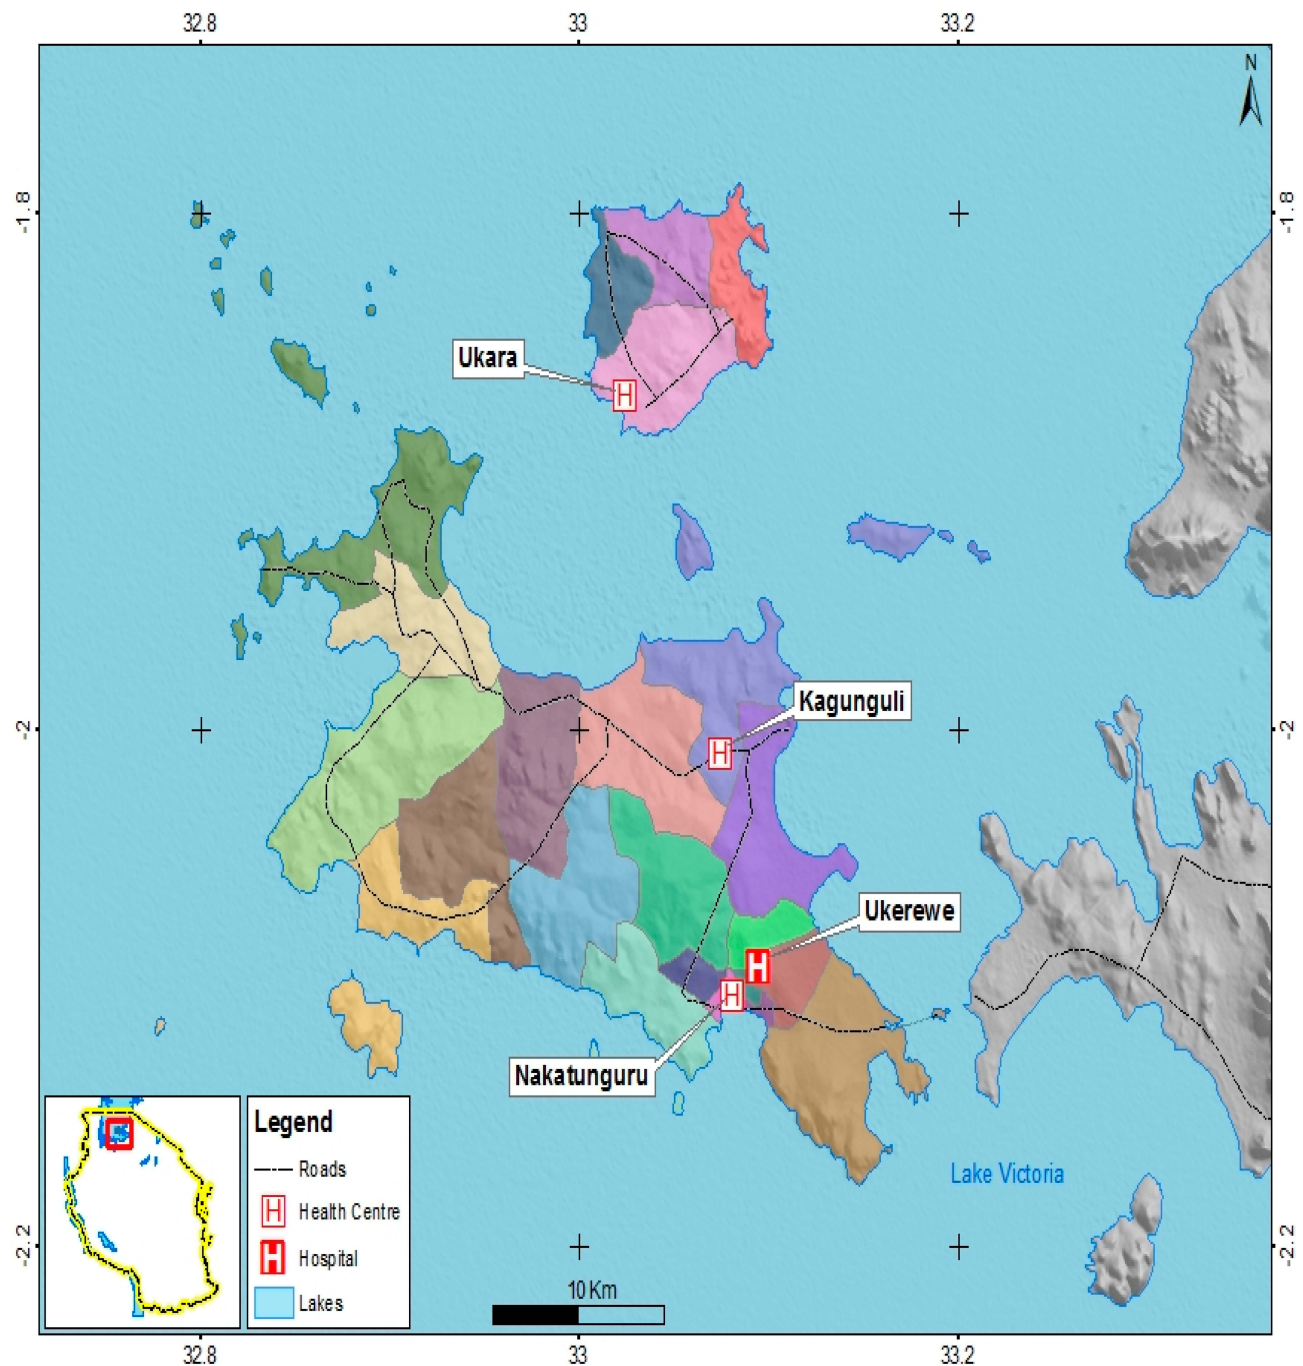 32.8
33
33.2
N
-1.8
-1.8
Ukara
H
Kagunguli
H
-2
-2
Ukerewe
H
H
Nakatunguru
Legend
Roads
H Health Centre
H Hospital
Lakes
Lake Victoria
-2.2
-2.2
10 Km
32.8
33
33.2